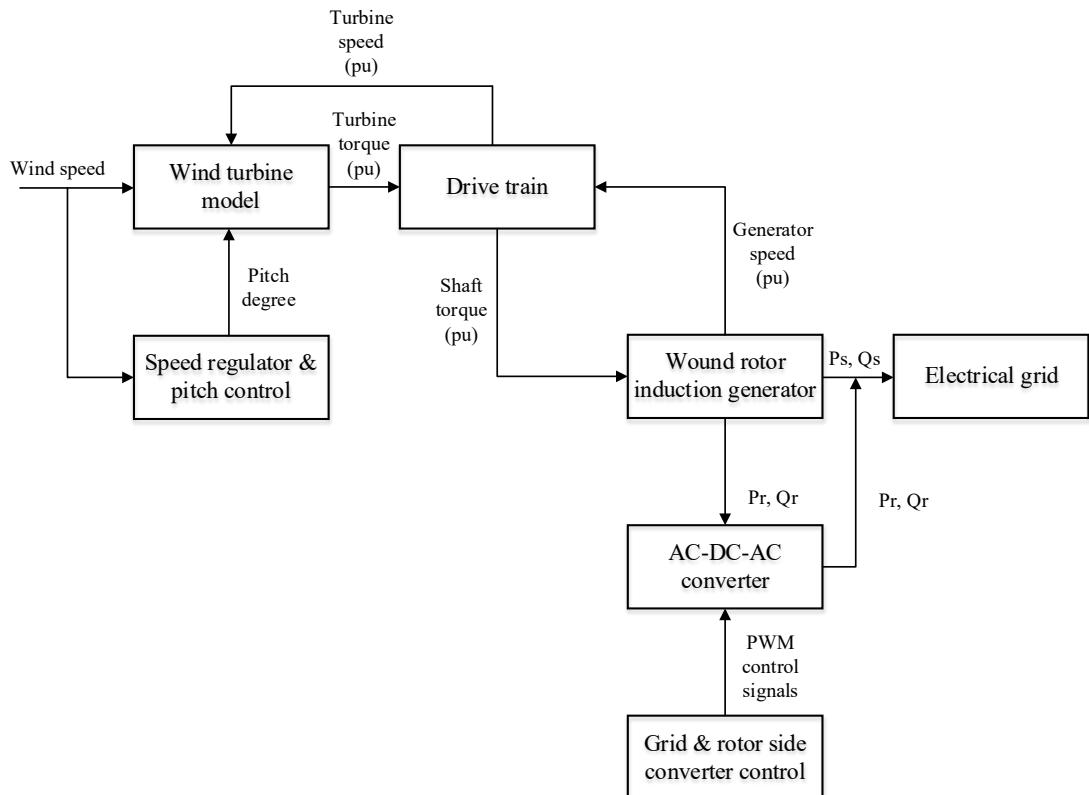 Turbine
speed
(pu)
Turbine
torque
(pu)
Wind speed
Wind turbine
model
Drive train
Generator
speed
(pu)
Pitch
degree
Shaft
torque
(pu)
Speed regulator &
pitch control
Wound rotor
induction generator
Ps, Qs
Electrical grid
Pr, Qr
Pr, Qr
AC-DC-AC
converter
PWM
control
signals
Grid & rotor side
converter control